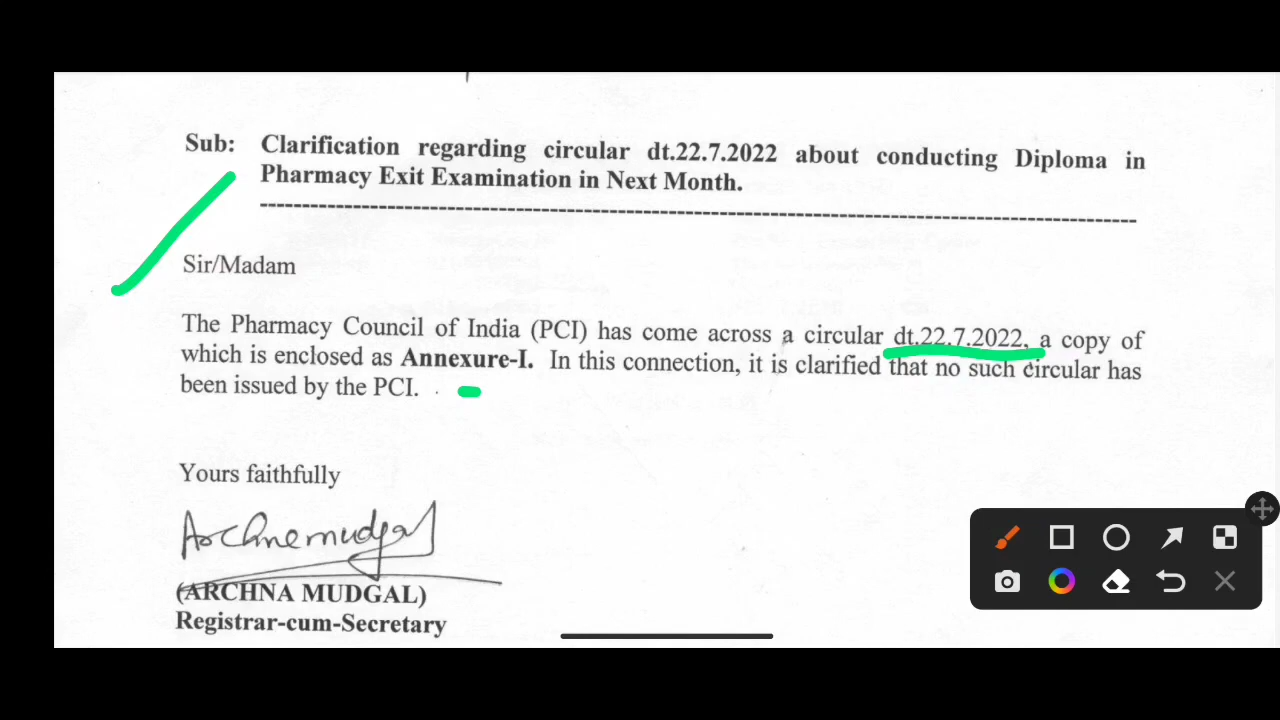 Sub: Clarification regarding circular dt.22.7.2022 about conducting Diploma in
Pharmacy Exit Examination in Next Month.
Sir/Madam
The Pharmacy Council of India (PCI) has come across a circular dt.22.7.2022, a copy of
which is enclosed as Annexure-I. In this connection, it is clarified that no such circular has
been issued by the PCI.
Yours faithfully
Archnamudgal
(ARCHNA MUDGAL)
Registrar-cum-Secretary